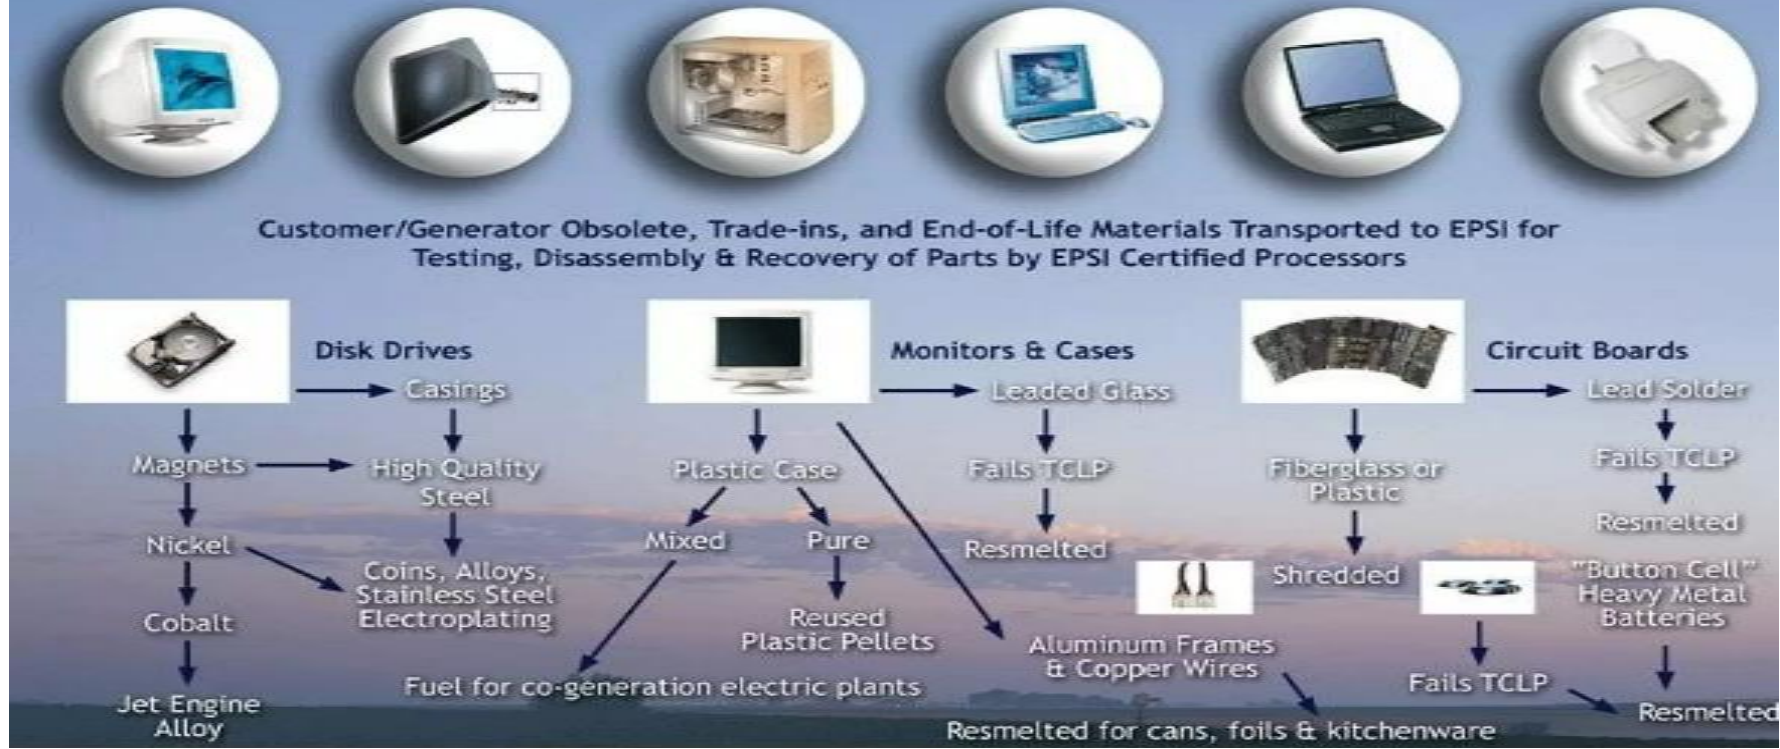 Customer/Generator Obsolete, Trade-ins, and End-of-Life Materials Transported to EPSI for
Testing, Disassembly & Recovery of Parts by EPSI Certified Processors
Disk Drives
Casings
Magnets
High Quality
Steel
Nickel
Coins, Alloys,
Stainless Steel
Electroplating
Cobalt
Jet Engine
Alloy
Monitors & Cases
Leaded Glass
Plastic Case
Fails TCLP
Mixed
Pure
Resmelted
Reused
Plastic Pellets
Fuel for co-generation electric plants
Aluminum Frames
& Copper Wires
Resmelted for cans, foils & kitchenware
Circuit Boards
Lead Solder
Fiberglass or
Plastic
Fails TCLP
Resmelted
Shredded
"Button Cell"
Heavy Metal
Batteries
Fails TCLP
Resmelted